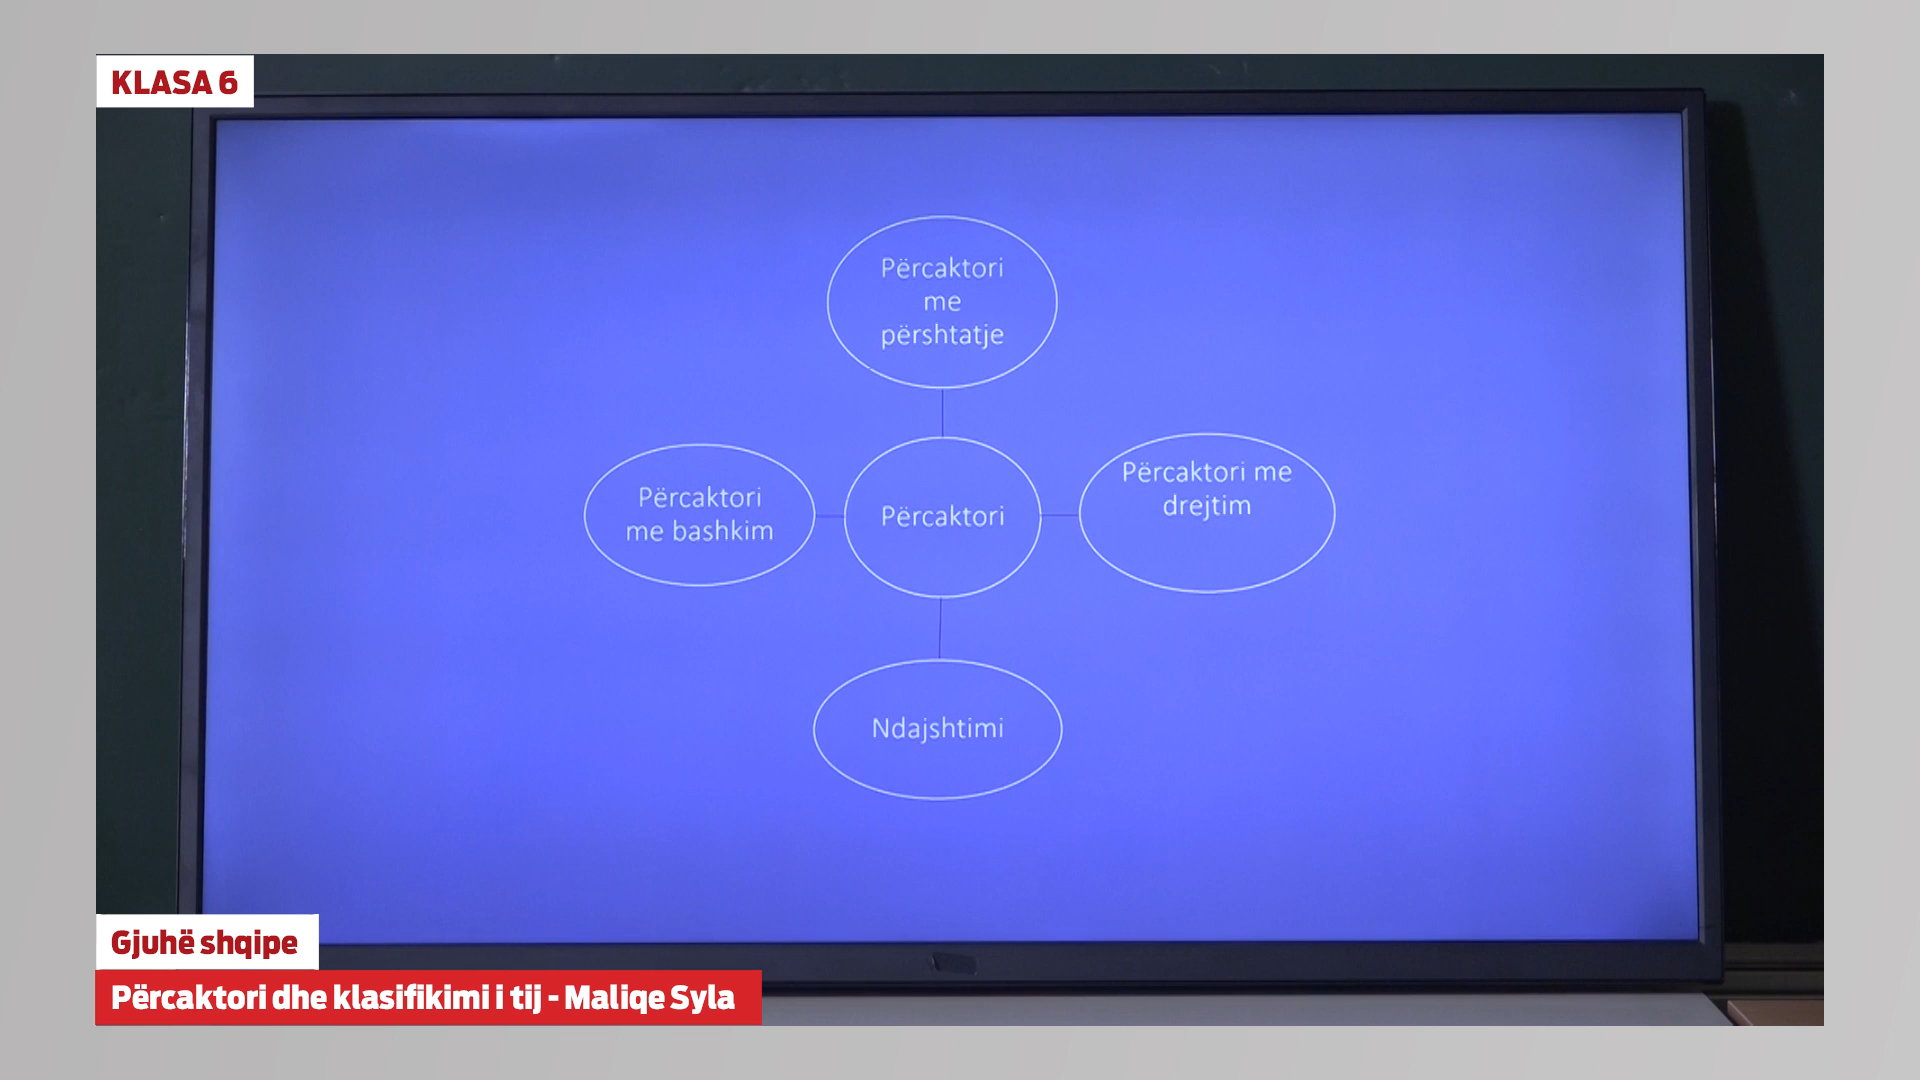 KLASA 6
Përcaktori
me
përshtatje
Përcaktori
me bashkim
Përcaktori
Përcaktori me
drejtim
Ndajshtimi
Gjuhë shqipe
Përcaktori dhe klasifikimi i tij - Maliqe Syla